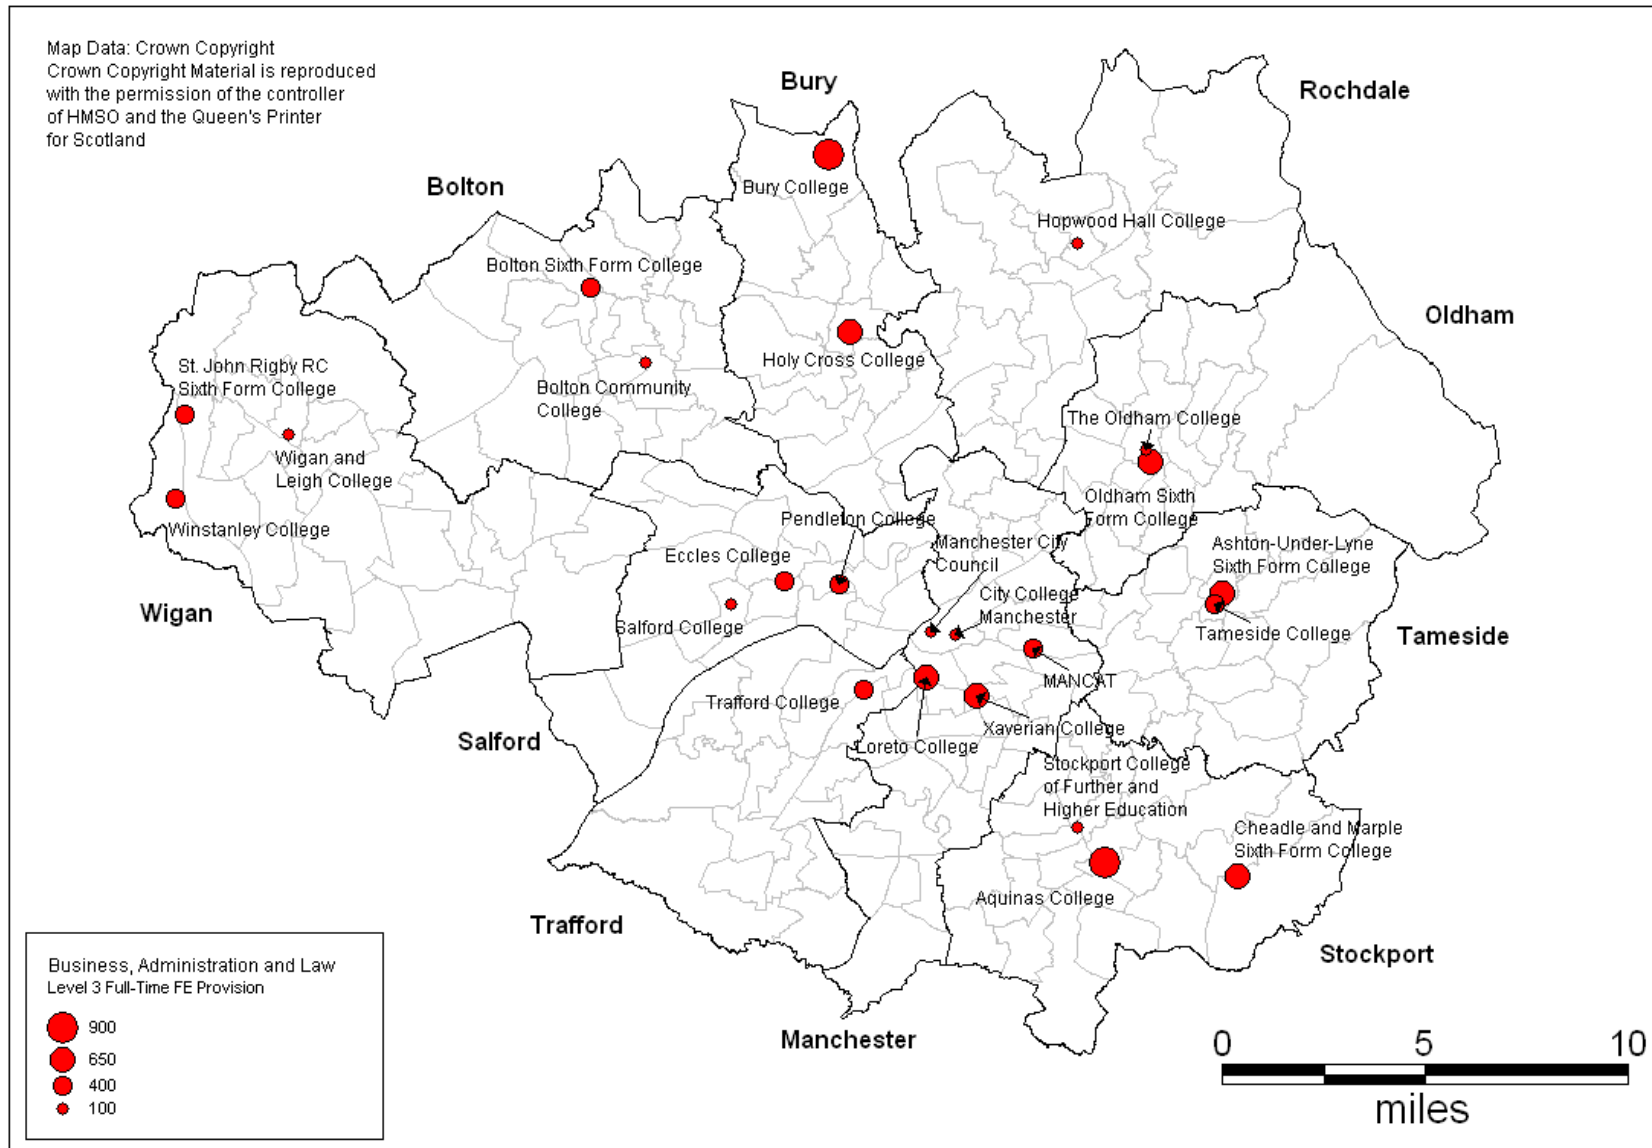 Map Data: Crown Copyright
Crown Copyright Material is reproduced
with the permission of the controller
of HMSO and the Queen's Printer
for Scotland
Bury
Rochdale
Bolton
Bury College
Hopwood Hall College
Bolton Sixth Form College
Oldham
Holy Cross College
St. John Rigby RC
Sixth Form College
Bolton Community
College
The Oldham College
Wigan and
Leigh College
Oldham Sixth
Form College
Winstanley College
Pendleton College
Manchester City
Council
Ashton-Under-Lyne
Sixth Form College
Eccles College
City College
Manchester
Wigan
Salford College
Tameside College
Tameside
MANCAT
Trafford College
Xaverian College
Salford
Loreto College
Stockport College
of Further and
Higher Education
Cheadle and Marple
Sixth Form College
Aquinas College
Trafford
Stockport
Manchester
Business, Administration and Law
Level 3 Full-Time FE Provision
900
650
400
100
0 5 10
miles